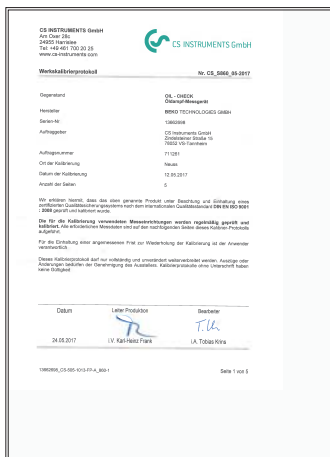 CS INSTRUMENTS GmbH
Am Oxer 28c
24955 Harrislee
Tel. +49 461 700 20 25
www.cs-instruments.com
CS INSTRUMENTS GmbH
Werkskalibrierprotokoll Nr. CS_S860_05-2017
Gegenstand OIL - CHECK
Öldampf-Messgerät
Hersteller BEKO TECHNOLOGIES GMBH
Serien-Nr. 13662898
Auftraggeber CS Instruments GmbH
Zindelsteiner Straße 15
78052 VS-Tannheim
Auftragsnummer 711261
Ort der Kalibrierung Neuss
Datum der Kalibrierung 12.05.2017
Anzahl der Seiten 5
Wir erklären hiermit, dass das oben genannte Produkt unter Beachtung und Einhaltung eines
zertifizierten Qualitätssicherungssystems nach dem internationalen Qualitätsstandard DIN EN ISO 9001
: 2008 geprüft und kalibriert wurde.
Die für die Kalibrierung verwendeten Messeinrichtungen werden regelmäßig geprüft und
kalibriert. Alle erforderlichen Messdaten sind auf den nachfolgenden Seiten dieses Kalibrier-Protokolls
aufgeführt.
Für die Einhaltung einer angemessenen Frist zur Wiederholung der Kalibrierung ist der Anwender
verantwortlich.
Dieses Kalibrierprotokoll darf nur vollständig und unverändert weiterverbreitet werden. Auszüge oder
Änderungen bedürfen der Genehmigung des Ausstellers. Kalibrierprotokolle ohne Unterschrift haben
keine Gültigkeit.
Datum Leiter Produktion Bearbeiter
24.05.2017 i.V. Karl-Heinz Frank i.A. Tobias Krins
Seite 1 von 5